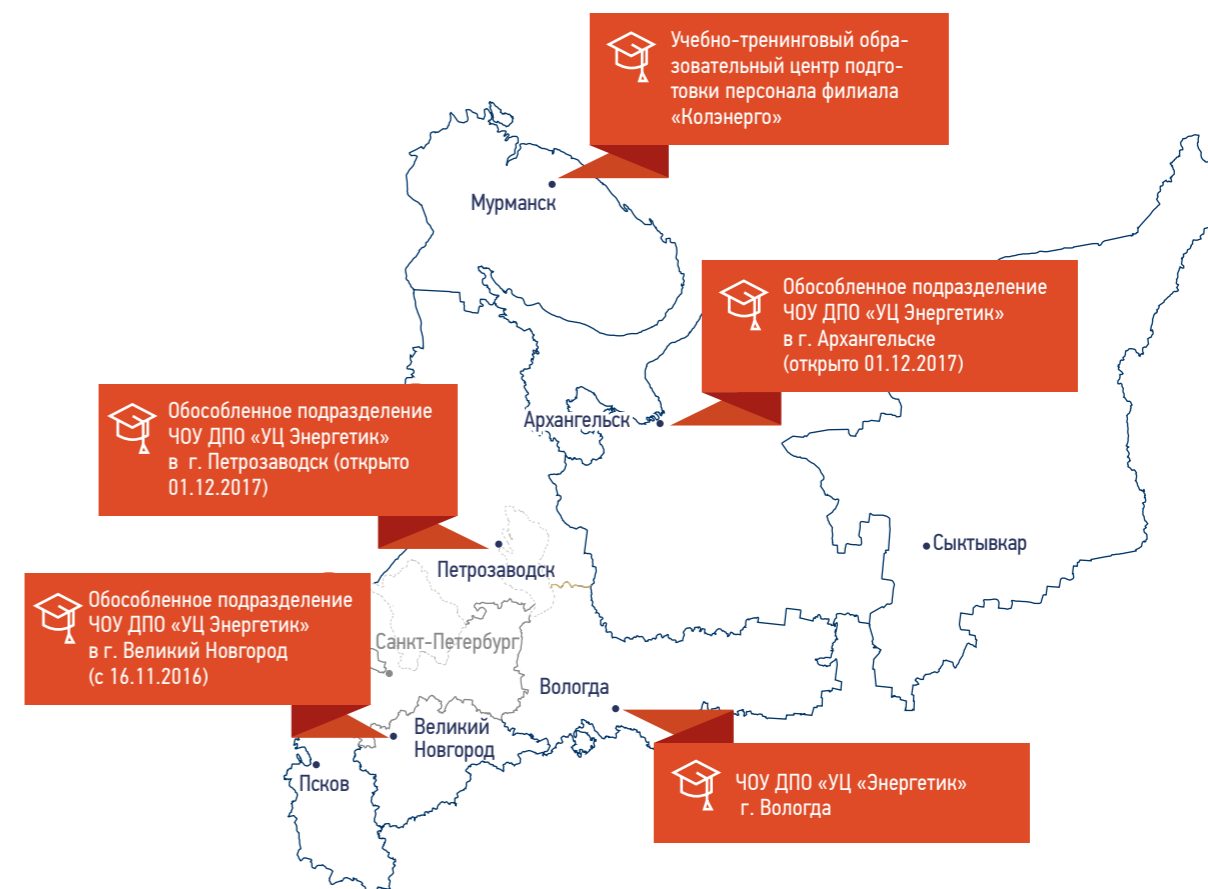 Учебно-тренинговый обра-
зовательный центр подго-
товки персонала филиала
«Колэнерго»
Мурманск
Обособленное подразделение
ЧОУ ДПО «УЦ Энергетик»
в г. Архангельске
(открыто 01.12.2017)
Архангельск
Обособленное подразделение
ЧОУ ДПО «УЦ Энергетик»
в г. Петрозаводск (открыто
01.12.2017)
Сыктывкар
Петрозаводск
Обособленное подразделение
ЧОУ ДПО «УЦ Энергетик»
в г. Великий Новгород
(с 16.11.2016)
Санкт-Петербург
Вологда
Великий
Новгород
Псков
ЧОУ ДПО «УЦ «Энергетик»
г. Вологда